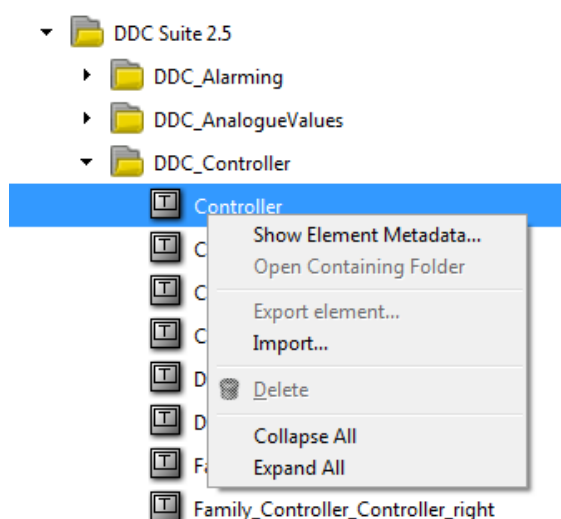 DDC Suite 2.5
DDC_Alarming
DDC_AnalogueValues
DDC_Controller
Controller
Show Element Metadata...
C
Open Containing Folder
C
Export element...
C
Import...
D
Delete
D
Collapse All
Fa
Expand All
Family_Controller_Controller_right